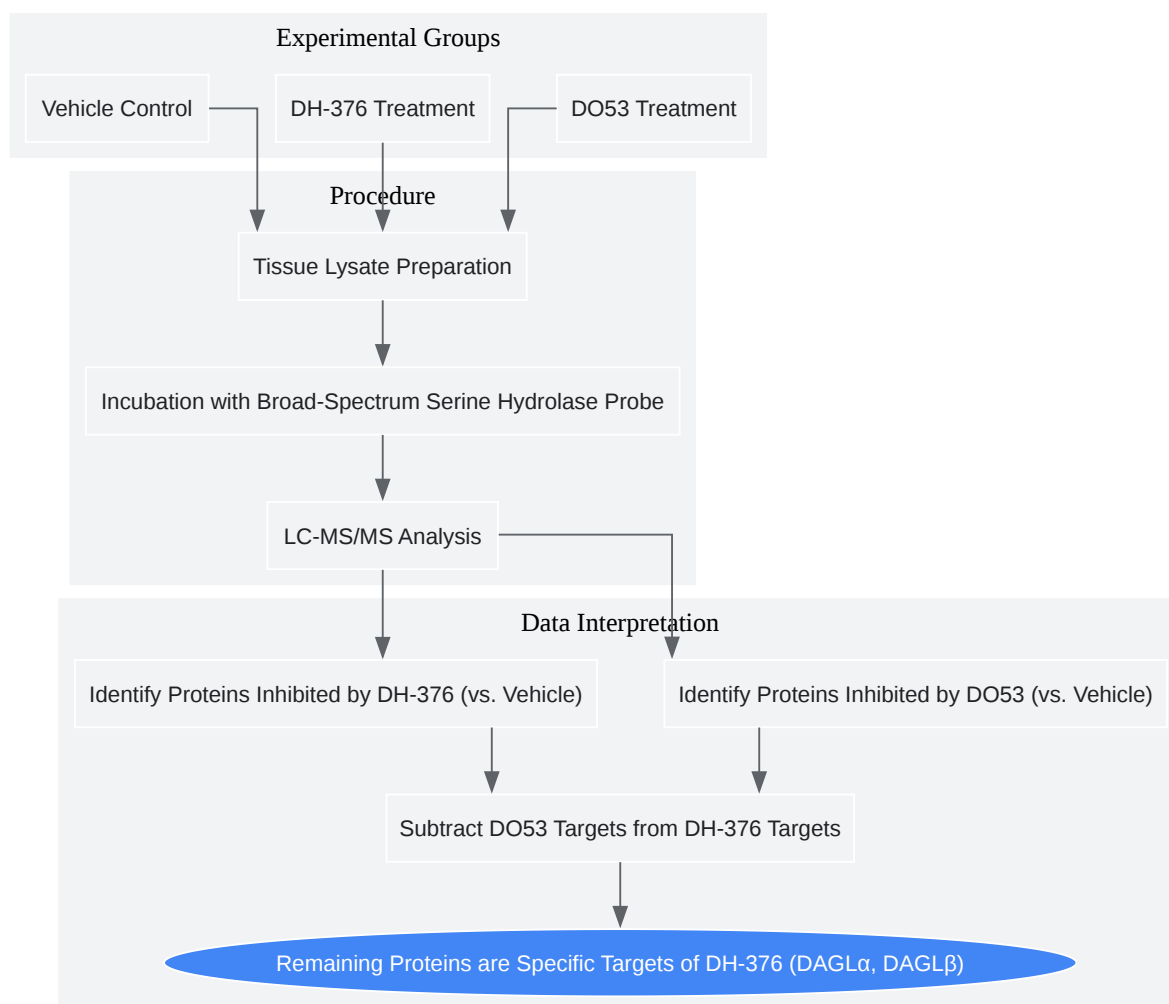 Experimental Groups
Vehicle Control
DH-376 Treatment
DO53 Treatment
Procedure
Tissue Lysate Preparation
Incubation with Broad-Spectrum Serine Hydrolase Probe
LC-MS/MS Analysis
Data Interpretation
Identify Proteins Inhibited by DH-376 (vs. Vehicle)
Identify Proteins Inhibited by DO53 (vs. Vehicle)
Subtract DO53 Targets from DH-376 Targets
Remaining Proteins are Specific Targets of DH-376 (DAGLα, DAGLβ)